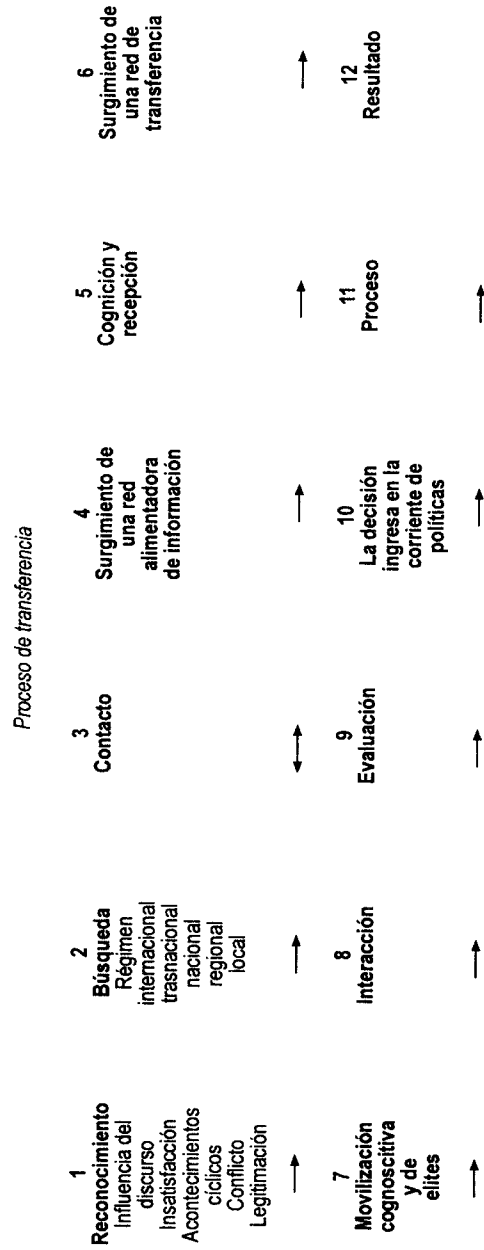 Proceso de transferencia
1
Reconocimiento
Influencia del
discurso
Insatisfacción
Acontecimientos
cíclicos
Conflicto
Legitimación
2
Búsqueda
Régimen
internacional
trasnacional
nacional
regional
local
3
Contacto
4
Surgimiento de
una red
alimentadora
de información
5
Cognición y
recepción
6
Surgimiento de
una red de
transferencia
7
Movilización
cognoscitiva
y de
elites
8
Interacción
9
Evaluación
10
La decisión
ingresa en la
corriente de
políticas
11
Proceso
12
Resultado